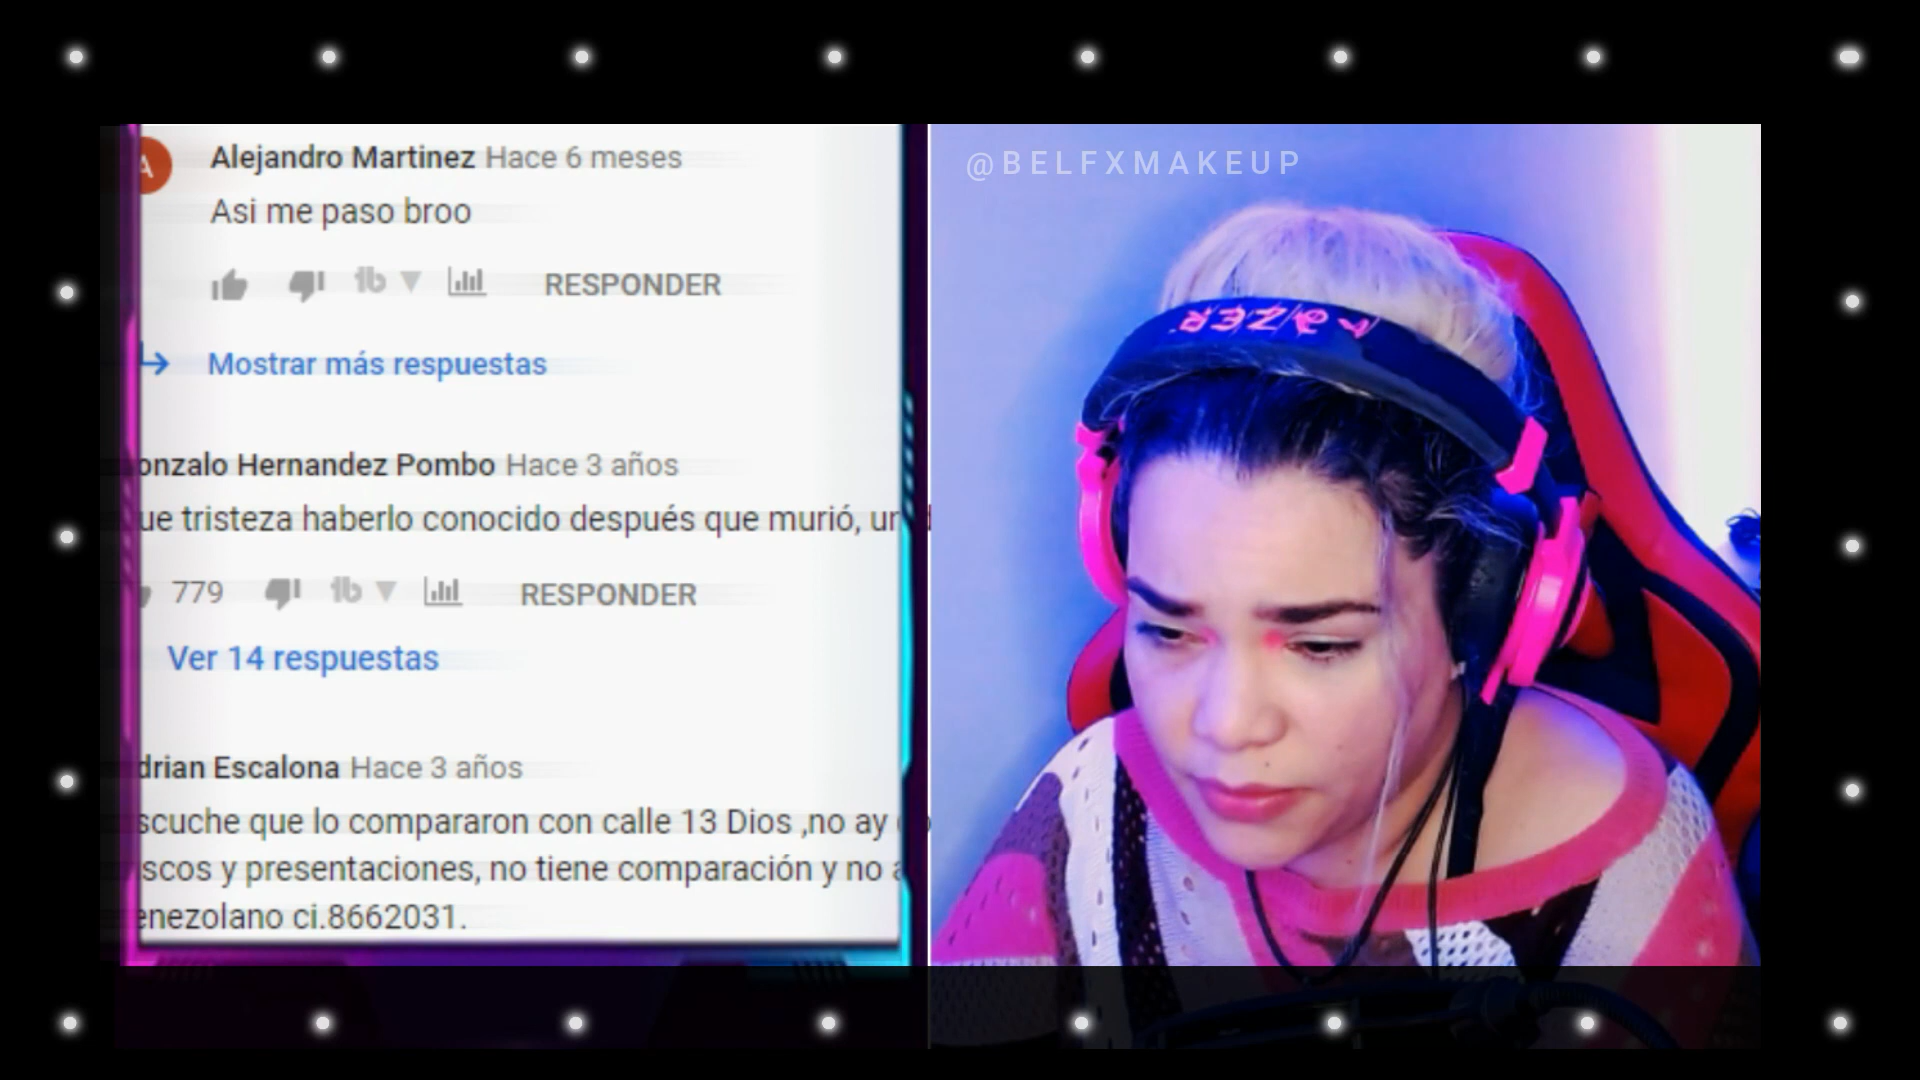 A
Alejandro Martinez Hace 6 meses
Asi me paso broo
RESPONDER
Mostrar más respuestas
onzalo Hernandez Pombo Hace 3 años
ue tristeza haberlo conocido después que murió, un
779
RESPONDER
Ver 14 respuestas
drian Escalona Hace 3 años
scuche que lo compararon con calle 13 Dios ,no ay
scos y presentaciones, no tiene comparación y no a
enezolano ci.8662031.
@BELFXMAKEUP
RAZER